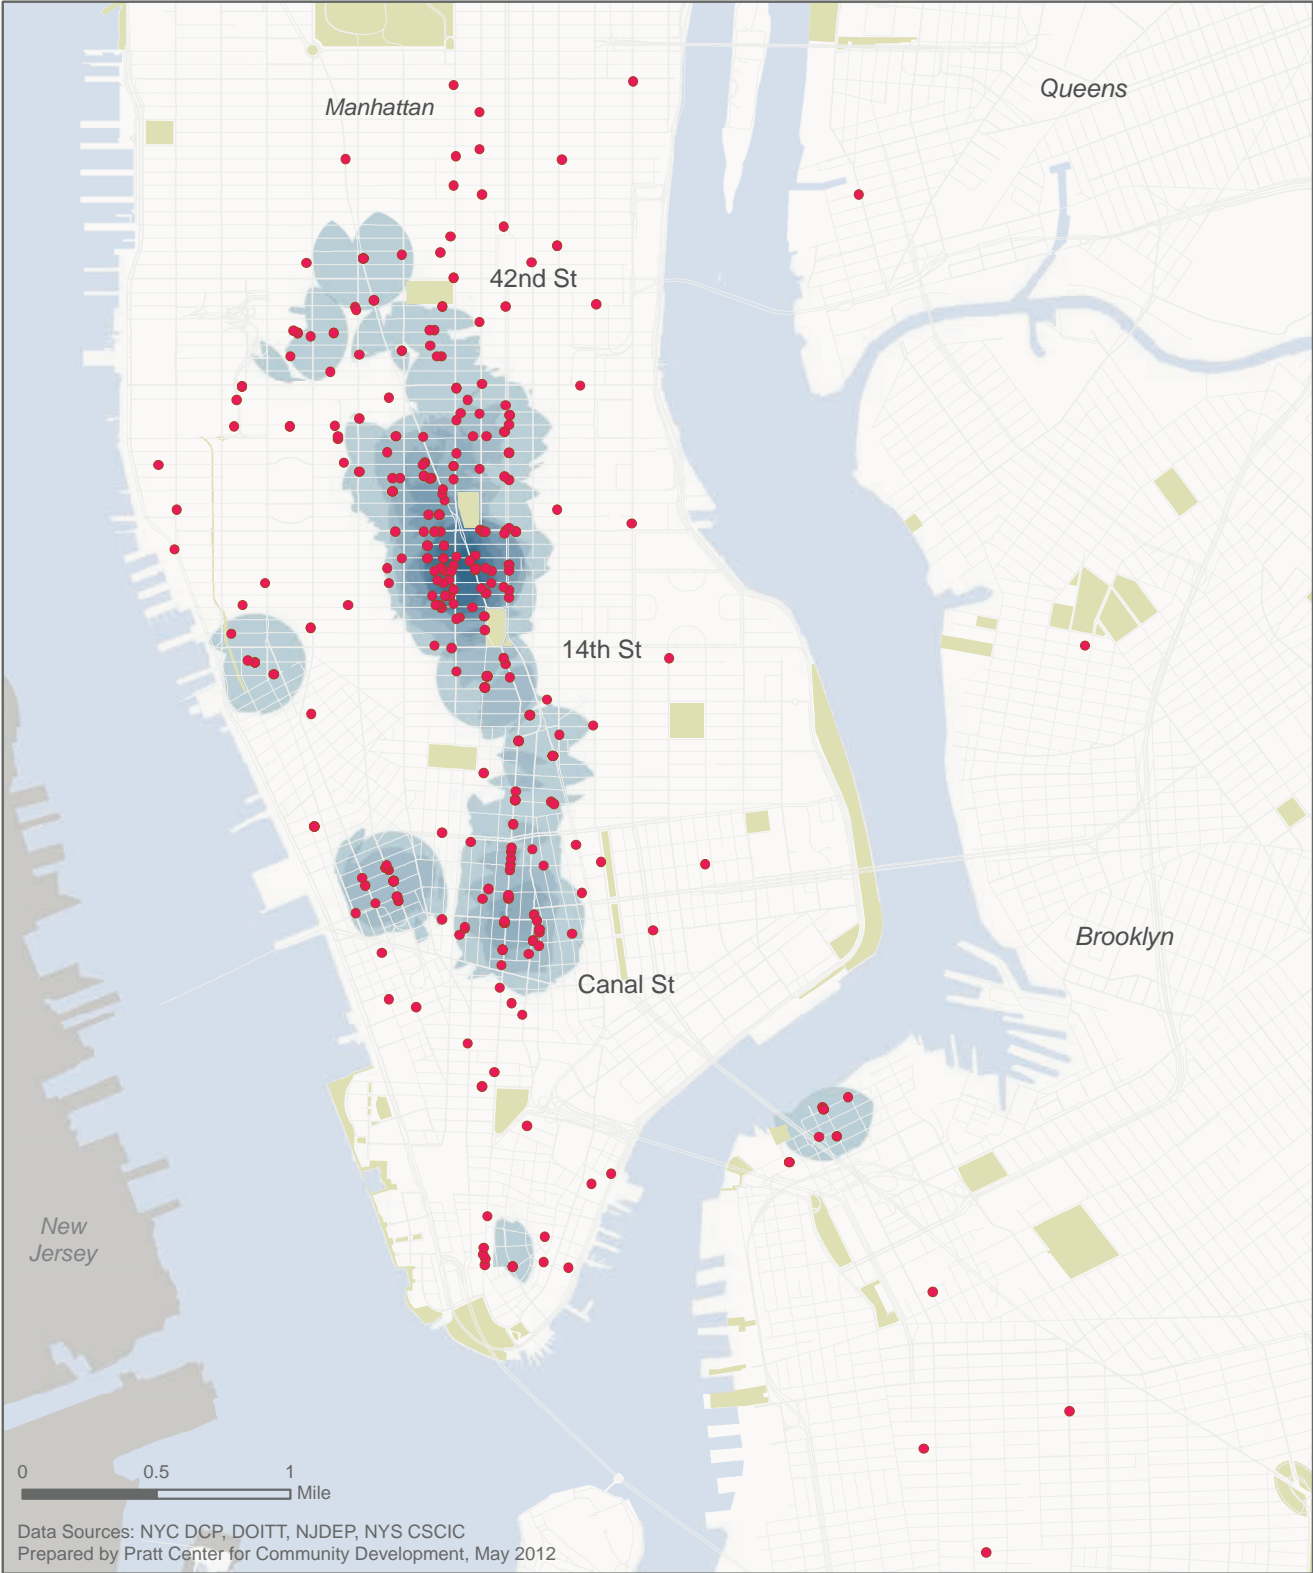 Queens
Manhattan
42nd St
14th St
Brooklyn
Canal St
New
Jersey
0 0.5 1
Mile
Data Sources: NYC DCP, DOITT, NJDEP, NYS CSCIC
Prepared by Pratt Center for Community Development, May 2012